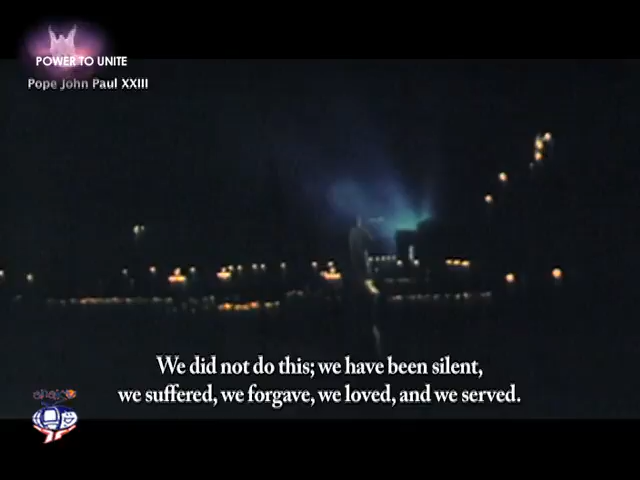 POWER TO UNITE
Pope John Paul XXIII
We did not do this; we have been silent,
we suffered, we forgave, we loved, and we served.